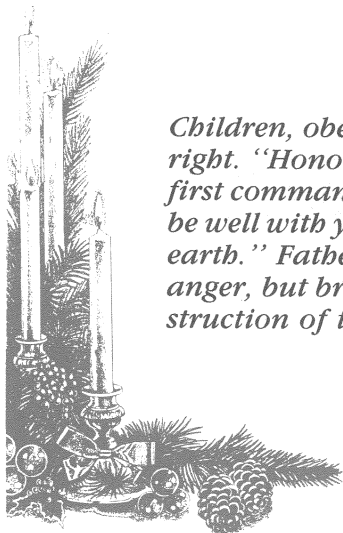 Children, obe
right. “Hono
first comman
be well with y
earth.” Fathe
anger, but br
struction of t